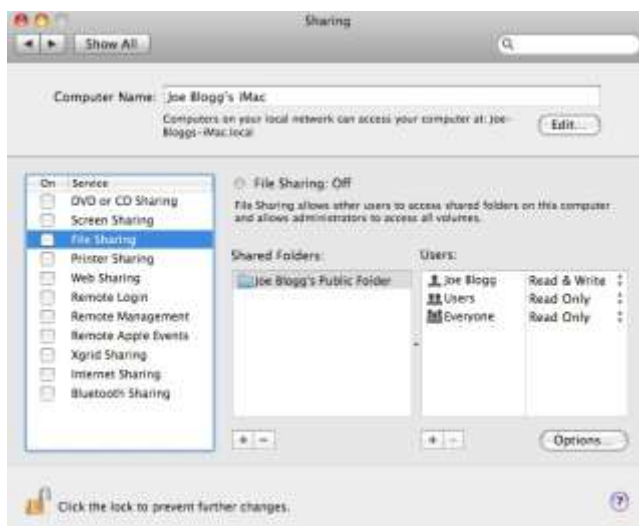 Sharing
Show All
Computer Name: Joe Blogg's iMac
Computers on your local network can access your computer at: Joe-
Bloggs-iMac.local
Edit...
On Service
DVD or CD Sharing
Screen Sharing
File Sharing
Printer Sharing
Web Sharing
Remote Login
Remote Management
Remote Apple Events
Xgrid Sharing
Internet Sharing
Bluetooth Sharing
File Sharing: Off
File Sharing allows other users to access shared folders on this computer
and allows administrators to access all volumes.
Shared Folders:
Joe Blogg's Public Folder
Users:
Joe Blogg Read & Write
Users Read Only
Everyone Read Only
+ -
+ -
Options...
Click the lock to prevent further changes.
?